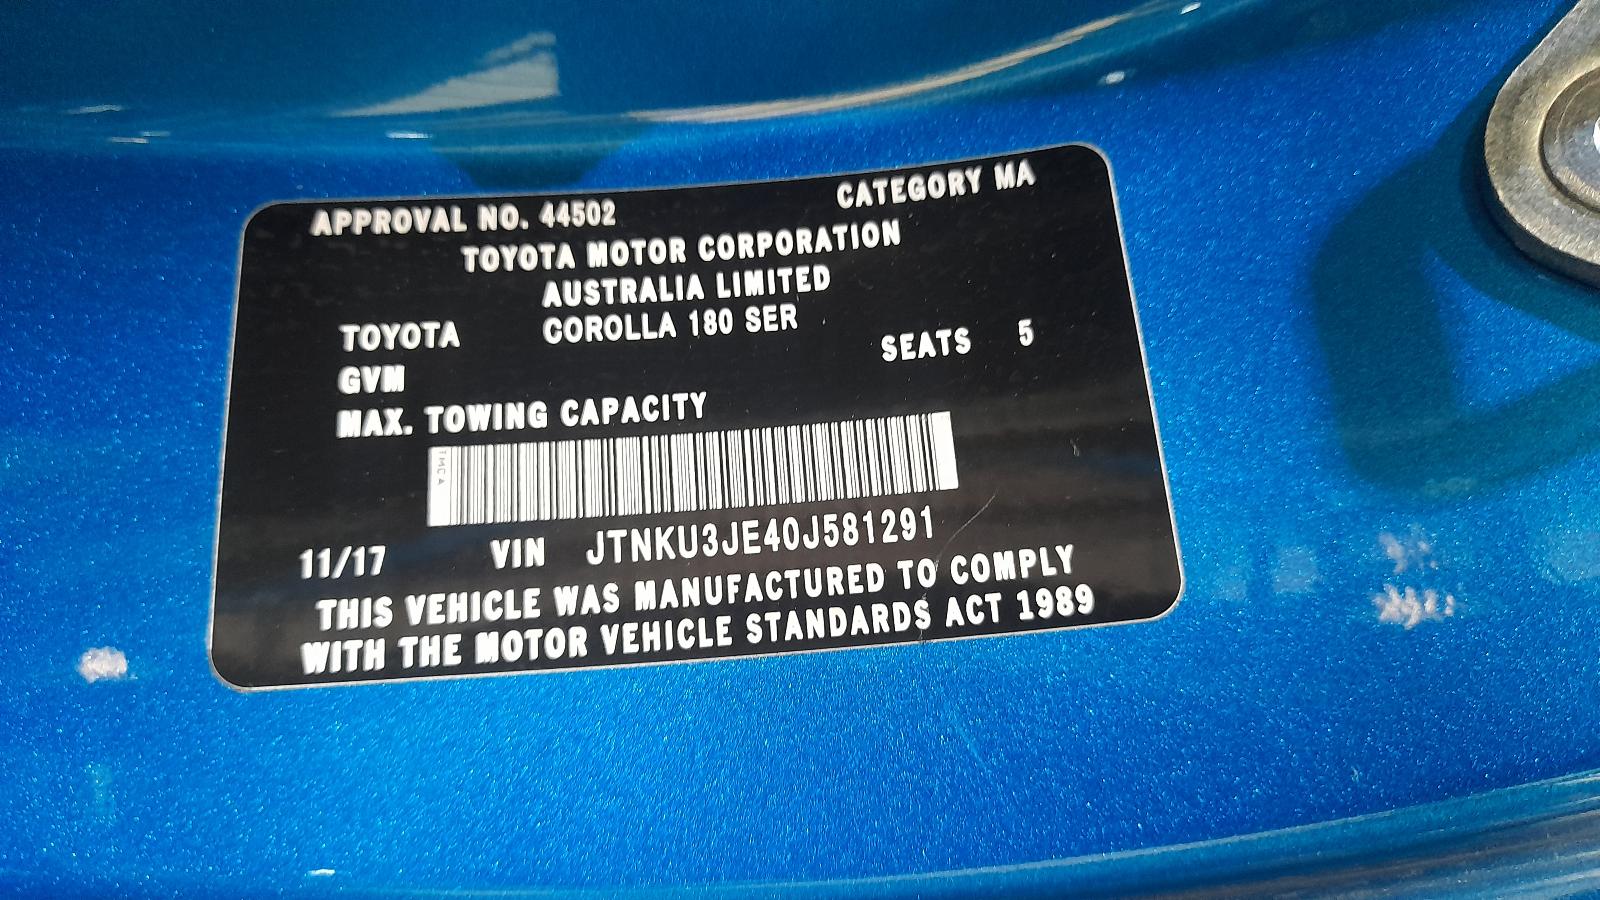 APPROVAL NO. 44502 CATEGORY MA
TOYOTA MOTOR CORPORATION
AUSTRALIA LIMITED
TOYOTA COROLLA 180 SER
GVM SEATS 5
MAX. TOWING CAPACITY
TMCA
11/17 VIN JTNKU3JE40J581291
THIS VEHICLE WAS MANUFACTURED TO COMPLY
WITH THE MOTOR VEHICLE STANDARDS ACT 1989